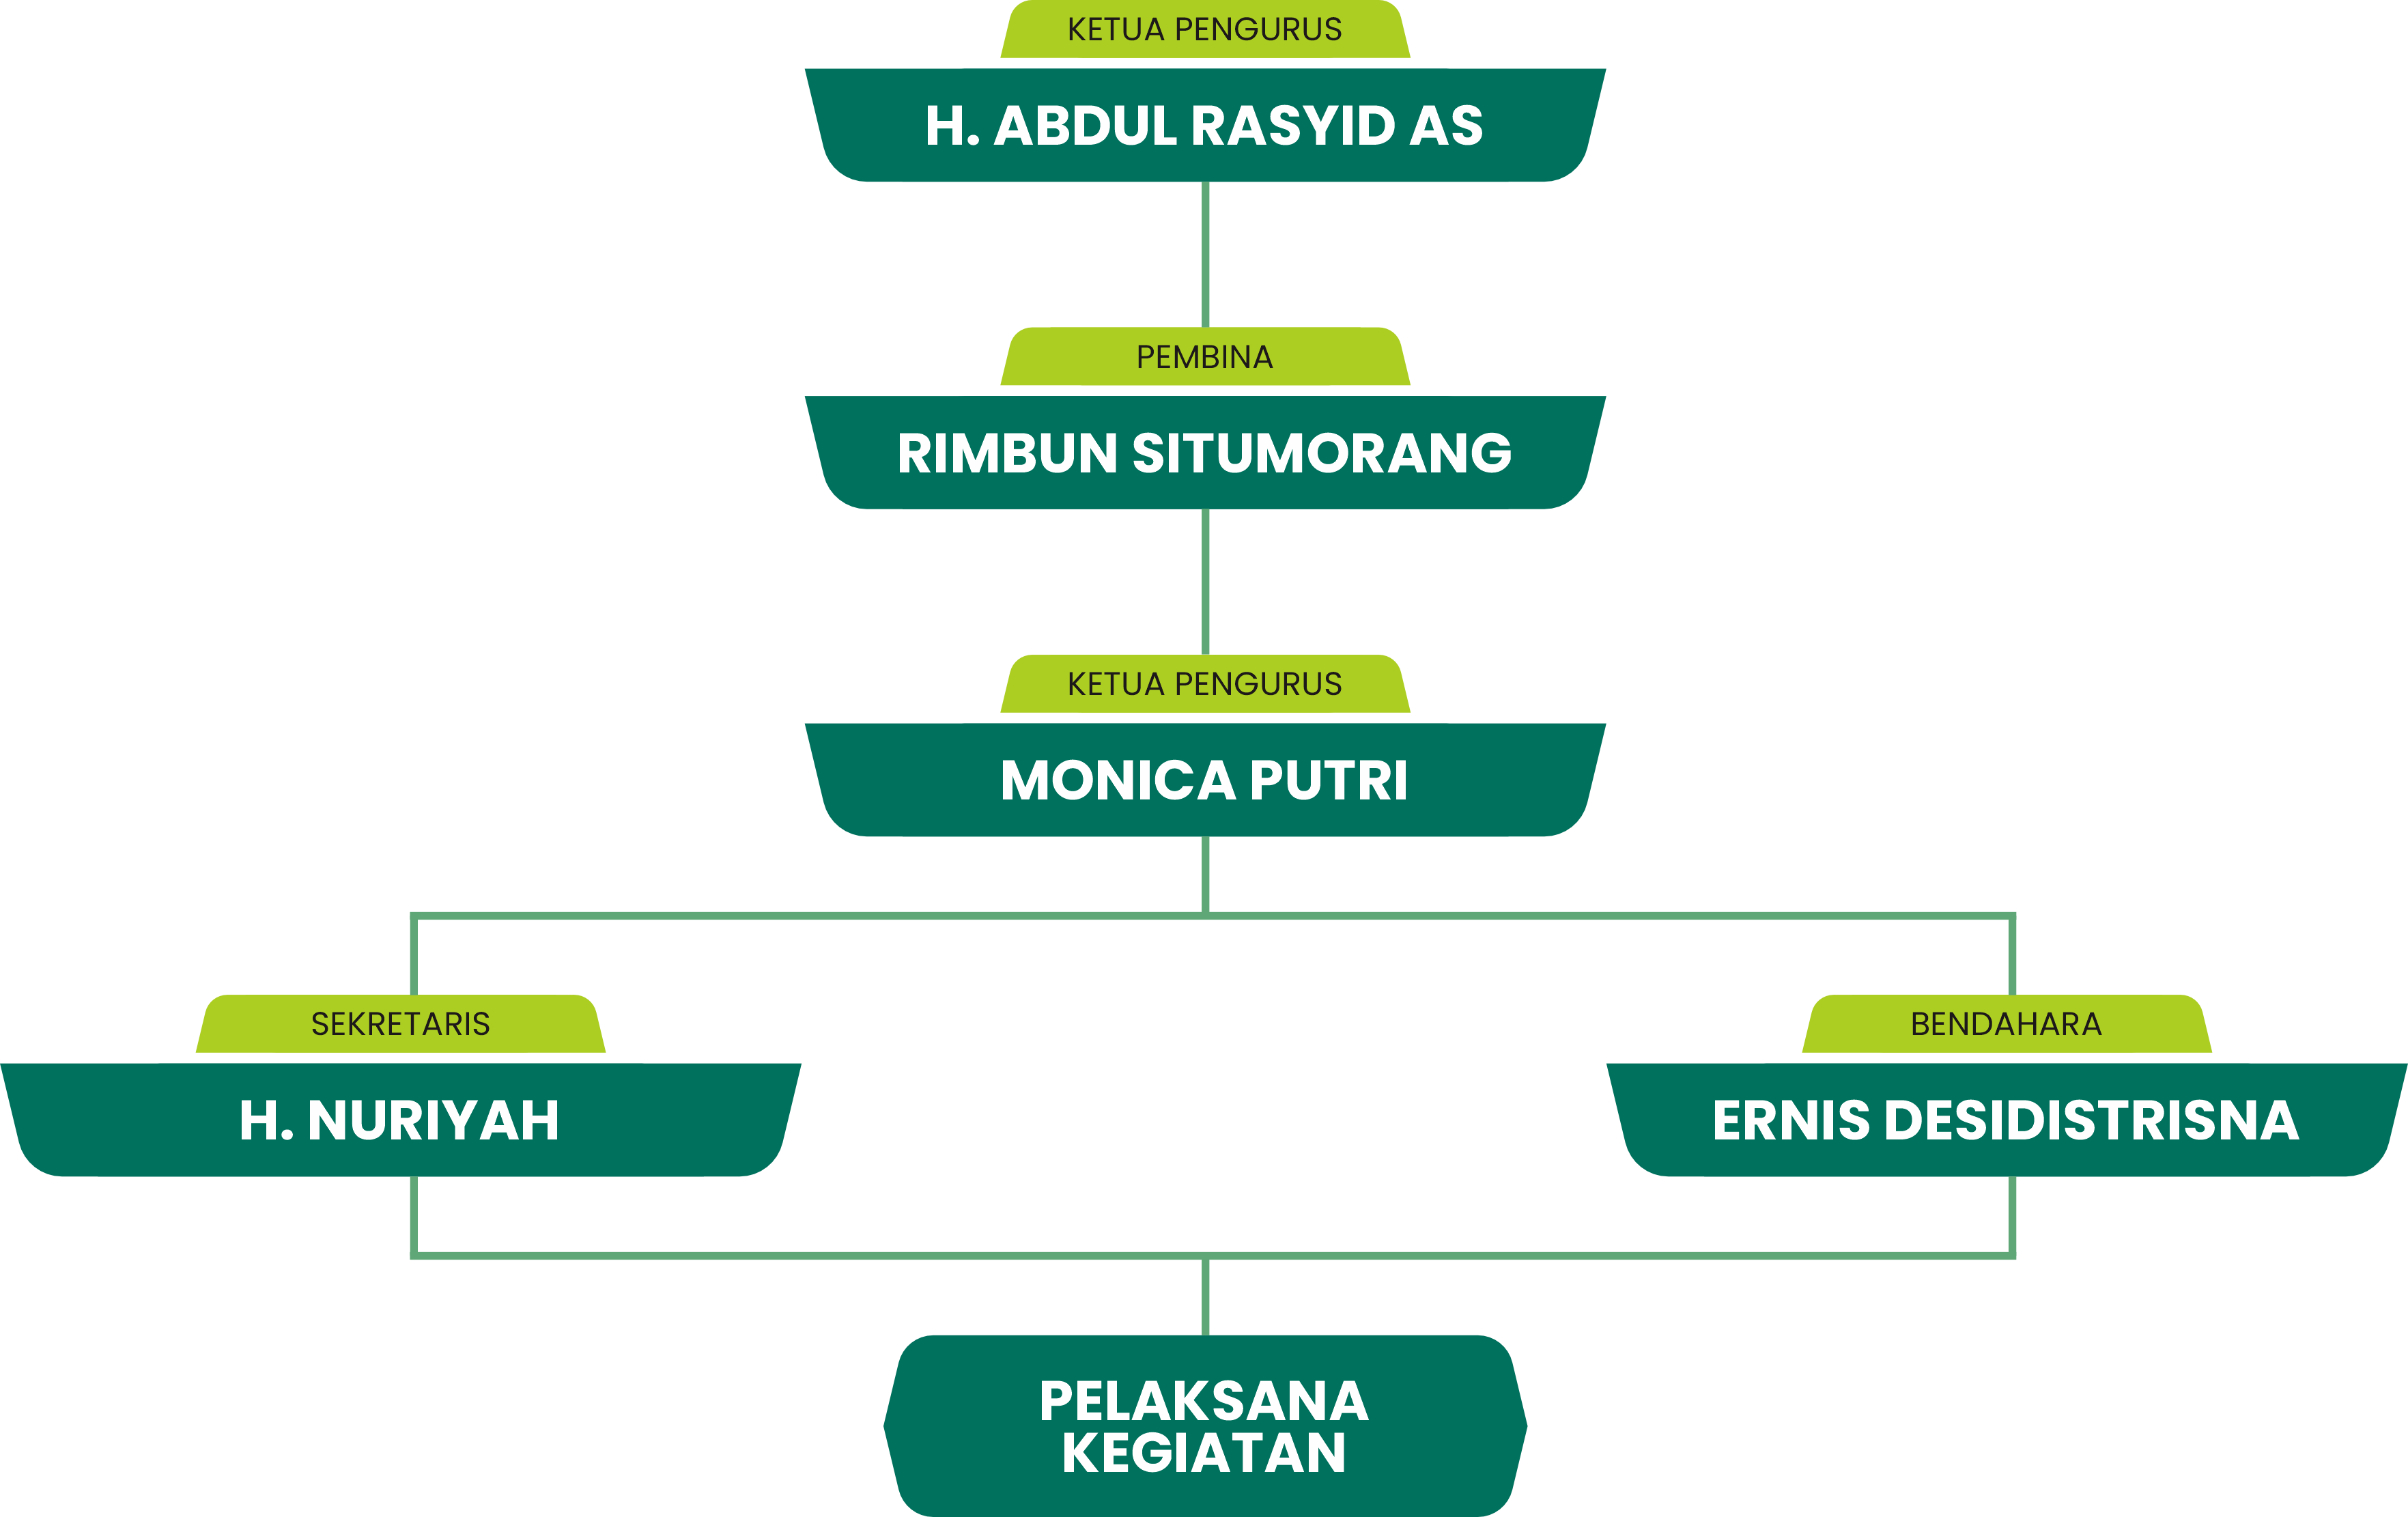 KETUA PENGURUS
H. ABDUL RASYID AS
PEMBINA
RIMBUN SITUMORANG
KETUA PENGURUS
MONICA PUTRI
SEKRETARIS
H. NURIYAH
BENDAHARA
ERNIS DESIDISTRISNA
PELAKSANA
KEGIATAN